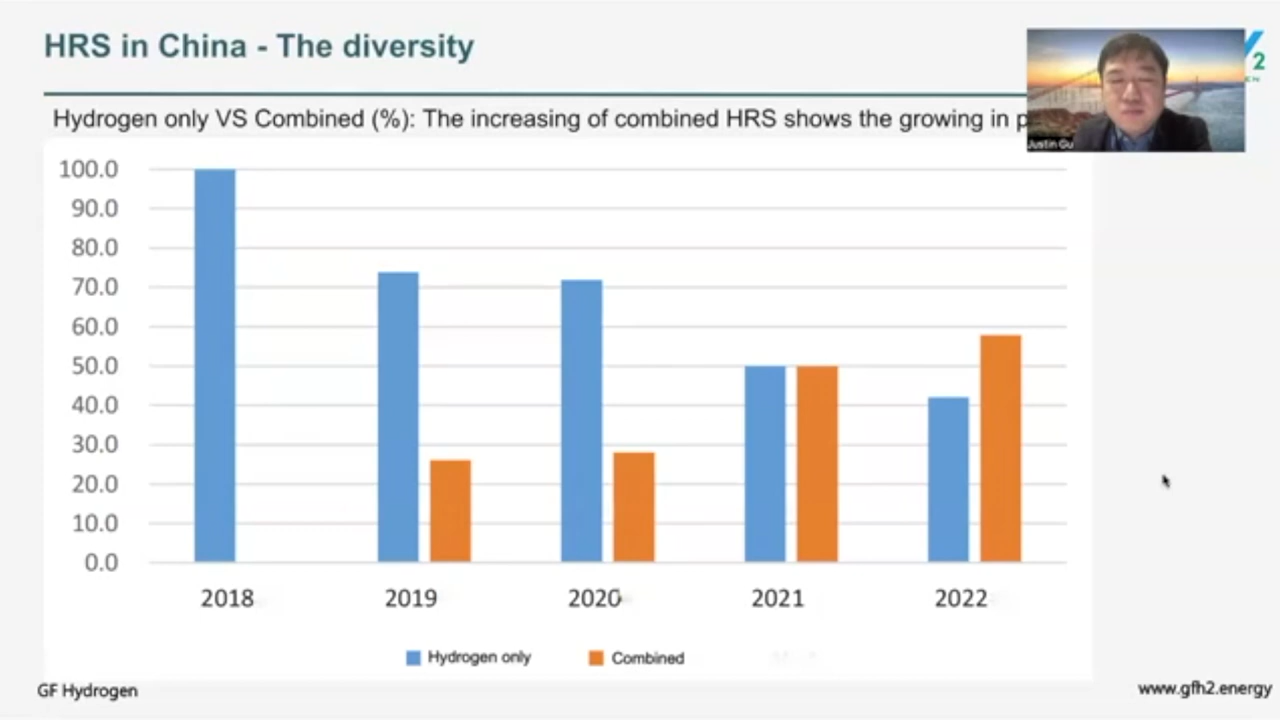 HRS in China - The diversity
2
Hydrogen only VS Combined (%): The increasing of combined HRS shows the growing in
Justin Gu
100.0
90.0
80.0
70.0
60.0
50.0
40.0
30.0
20.0
10.0
0.0
2018 2019 2020 2021 2022
Hydrogen only Combined
GF Hydrogen www.gfh2.energy